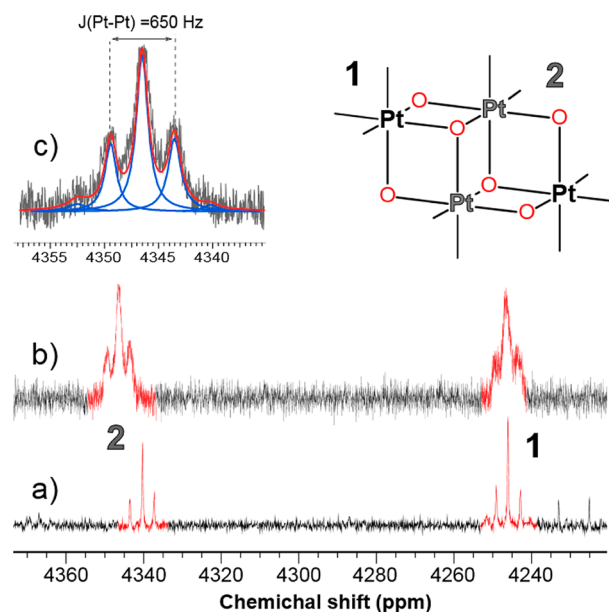 J(Pt-Pt) =650 Hz
c)
4355 4350 4345 4340
1 2
O Pt O
Pt O
O O Pt
Pt O
b)
2
1
a)
4360 4340 4320 4300 4280 4260 4240
Chemichal shift (ppm)